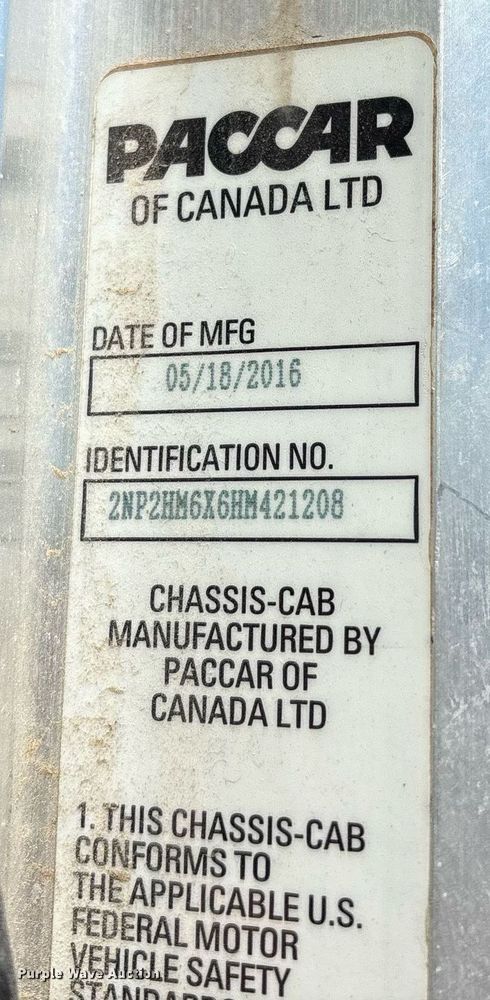 PACCAR
OF CANADA LTD
DATE OF MFG
05/18/2016
IDENTIFICATION NO.
2NP2HM6X6HM421208
CHASSIS-CAB
MANUFACTURED BY
PACCAR OF
CANADA LTD
1. THIS CHASSIS-CAB
CONFORMS TO
THE APPLICABLE U.S.
FEDERAL MOTOR
VEHICLE SAFETY
Purple Wave Auction